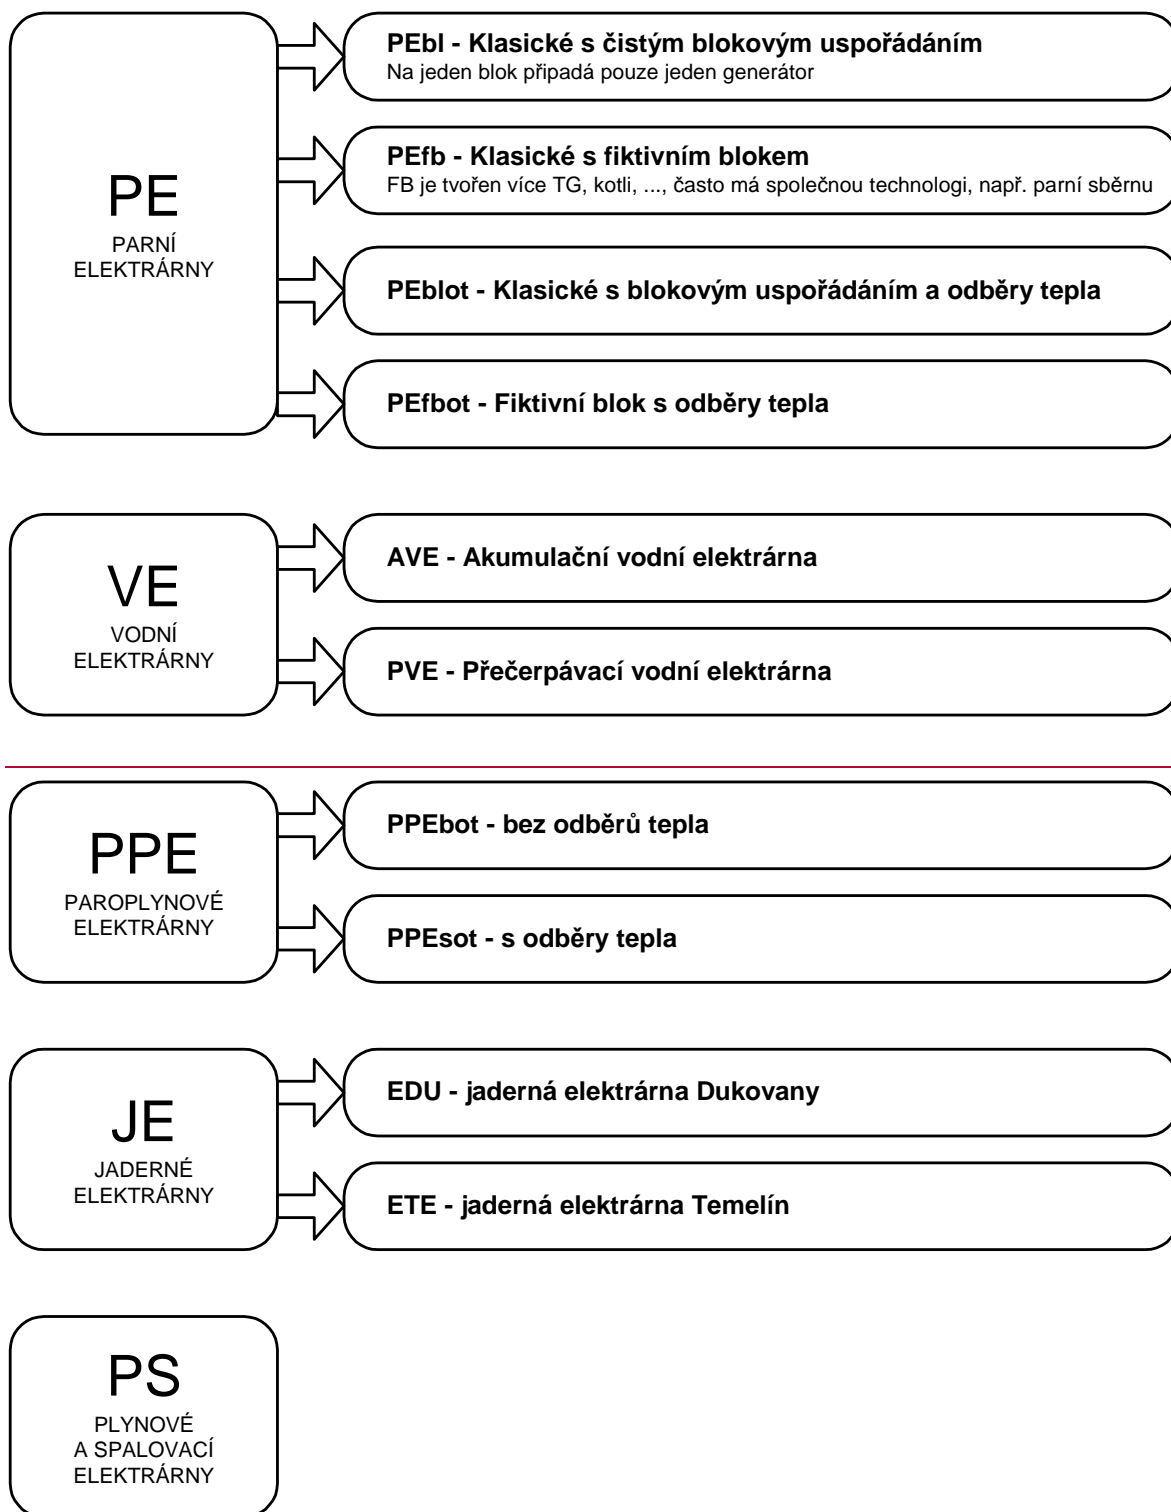 PE
PARNÍ
ELEKTRÁRNY
PEbl - Klasické s čistým blokovým uspořádáním
Na jeden blok připadá pouze jeden generátor
PEfb - Klasické s fiktivním blokem
FB je tvořen více TG, kotli, ..., často má společnou technologi, např. parní sběrnu
PEblot - Klasické s blokovým uspořádáním a odběry tepla
PEfbot - Fiktivní blok s odběry tepla
VE
VODNÍ
ELEKTRÁRNY
AVE - Akumulační vodní elektrárna
PVE - Přečerpávací vodní elektrárna
PPE
PAROPLYNOVÉ
ELEKTRÁRNY
PPEbot - bez odběrů tepla
PPEsot - s odběry tepla
JE
JADERNÉ
ELEKTRÁRNY
EDU - jaderná elektrárna Dukovany
ETE - jaderná elektrárna Temelín
PS
PLYNOVÉ
A SPALOVACÍ
ELEKTRÁRNY